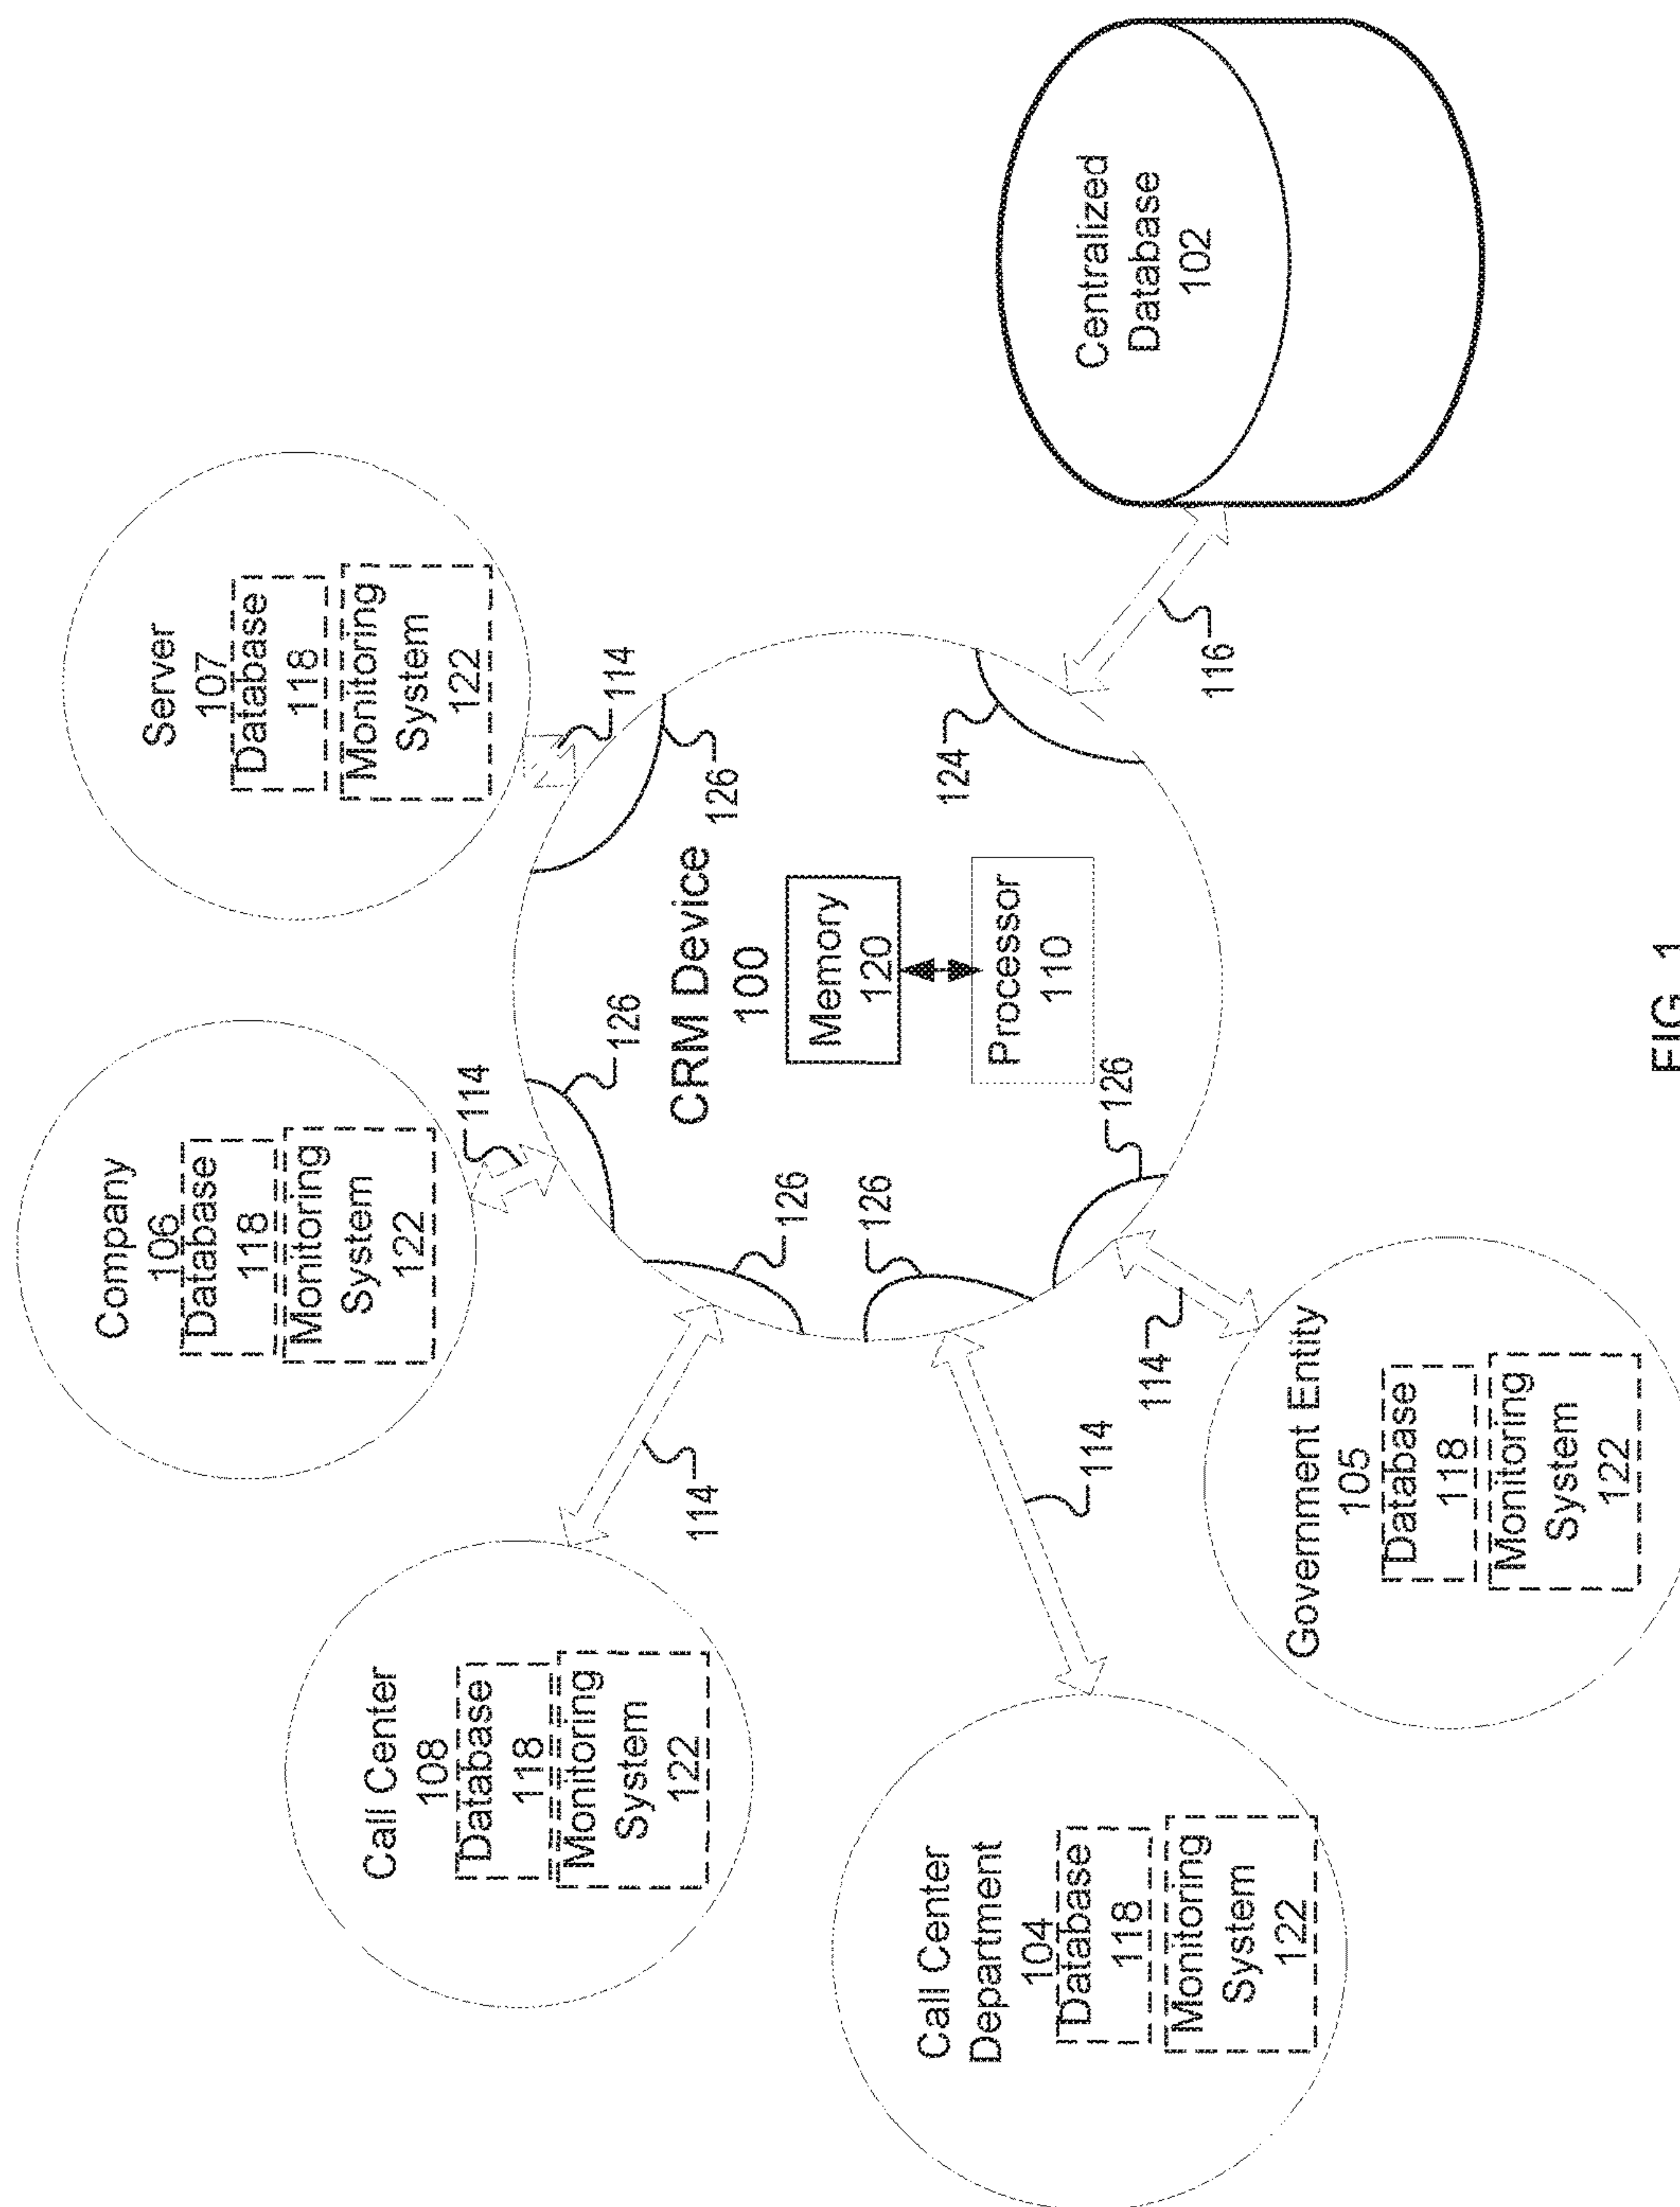 Call Center
Department
104
Database
118
Monitoring
System
122
Call Center
108
Database
118
Monitoring
System
122
Company
106
Database
118
Monitoring
System
122
Server
107
Database
118
Monitoring
System
122
Government Entity
105
Database
118
Monitoring
System
122
114
114
114
114
114
126
126
126
126
126
CRM Device
100
Memory
120
Processor
110
124
116
Centralized
Database
102
FIG. 1